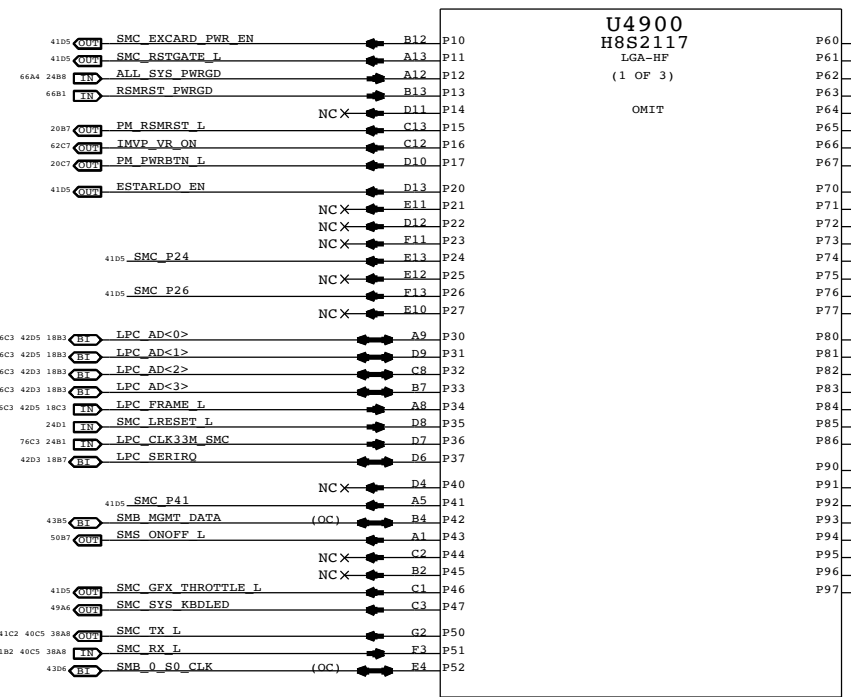 U4900
H8S2117
LGA-HF
(1 OF 3)
OMIT
41D5 OUT SMC_EXCARD_PWR_EN B12 P10 P60
41D5 OUT SMC_RSTGATE_L A13 P11 P61
66A4 24B8 IN ALL_SYS_PWRGD A12 P12 P62
66B1 IN RSMRST_PWRGD B13 P13 P63
NC D11 P14 P64
20B7 OUT PM_RSMRST_L C13 P15 P65
62C7 OUT IMVP_VR_ON C12 P16 P66
20C7 OUT PM_PWRBTN_L D10 P17 P67
41D5 OUT ESTARLDO_EN D13 P20 P70
NC E11 P21 P71
NC D12 P22 P72
NC F11 P23 P73
41D5 SMC_P24 E13 P24 P74
NC E12 P25 P75
41D5 SMC_P26 F13 P26 P76
NC E10 P27 P77
6C3 42D5 18B3 BI LPC_AD<0> A9 P30 P80
6C3 42D5 18B3 BI LPC_AD<1> D9 P31 P81
6C3 42D3 18B3 BI LPC_AD<2> C8 P32 P82
6C3 42D3 18B3 BI LPC_AD<3> B7 P33 P83
6C3 42D5 18C3 IN LPC_FRAME_L A8 P34 P84
24D1 IN SMC_LRESET_L D8 P35 P85
76C3 24B1 IN LPC_CLK33M_SMC D7 P36 P86
42D3 18B7 BI LPC_SERIRQ D6 P37
P90
NC D4 P40 P91
41D5 SMC_P41 A5 P41 P92
43B5 BI SMB_MGMT_DATA (OC) B4 P42 P93
50B7 OUT SMS_ONOFF_L A1 P43 P94
NC C2 P44 P95
NC B2 P45 P96
41D5 OUT SMC_GFX_THROTTLE_L C1 P46 P97
49A6 OUT SMC_SYS_KBDLED C3 P47
41C2 40C5 38A8 OUT SMC_TX_L G2 P50
1B2 40C5 38A8 IN SMC_RX_L F3 P51
43D6 BI SMB_0_S0_CLK (OC) E4 P52